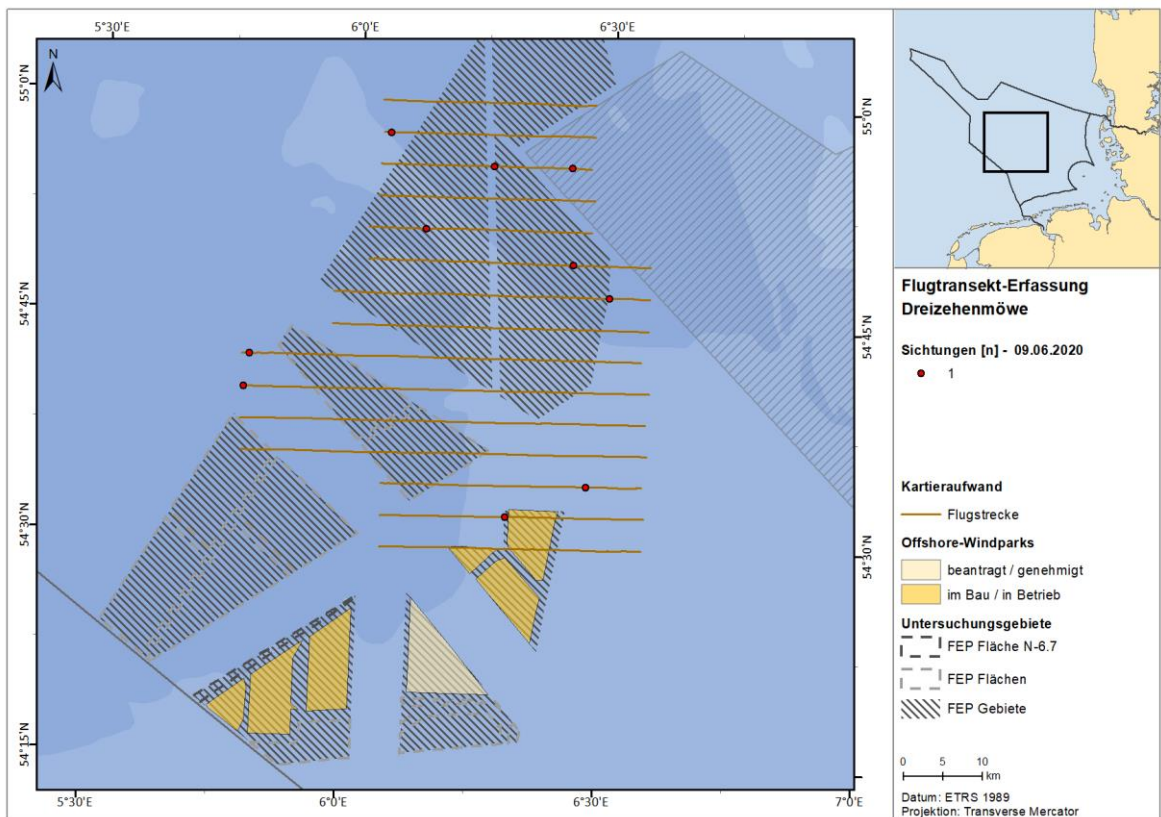 5°30'E
6°0'E
6°30'E
N
55°0'N
54°45'N
54°30'N
54°15'N
55°0'N
54°45'N
54°30'N
5°30'E
6°0'E
6°30'E
7°0'E
Flugtransekt-Erfassung
Dreizehenmöwe
Sichtungen [n] - 09.06.2020
1
Kartieraufwand
Flugstrecke
Offshore-Windparks
beantragt / genehmigt
im Bau / in Betrieb
Untersuchungsgebiete
FEP Fläche N-6.7
FEP Flächen
FEP Gebiete
0 5 10
km
Datum: ETRS 1989
Projektion: Transverse Mercator